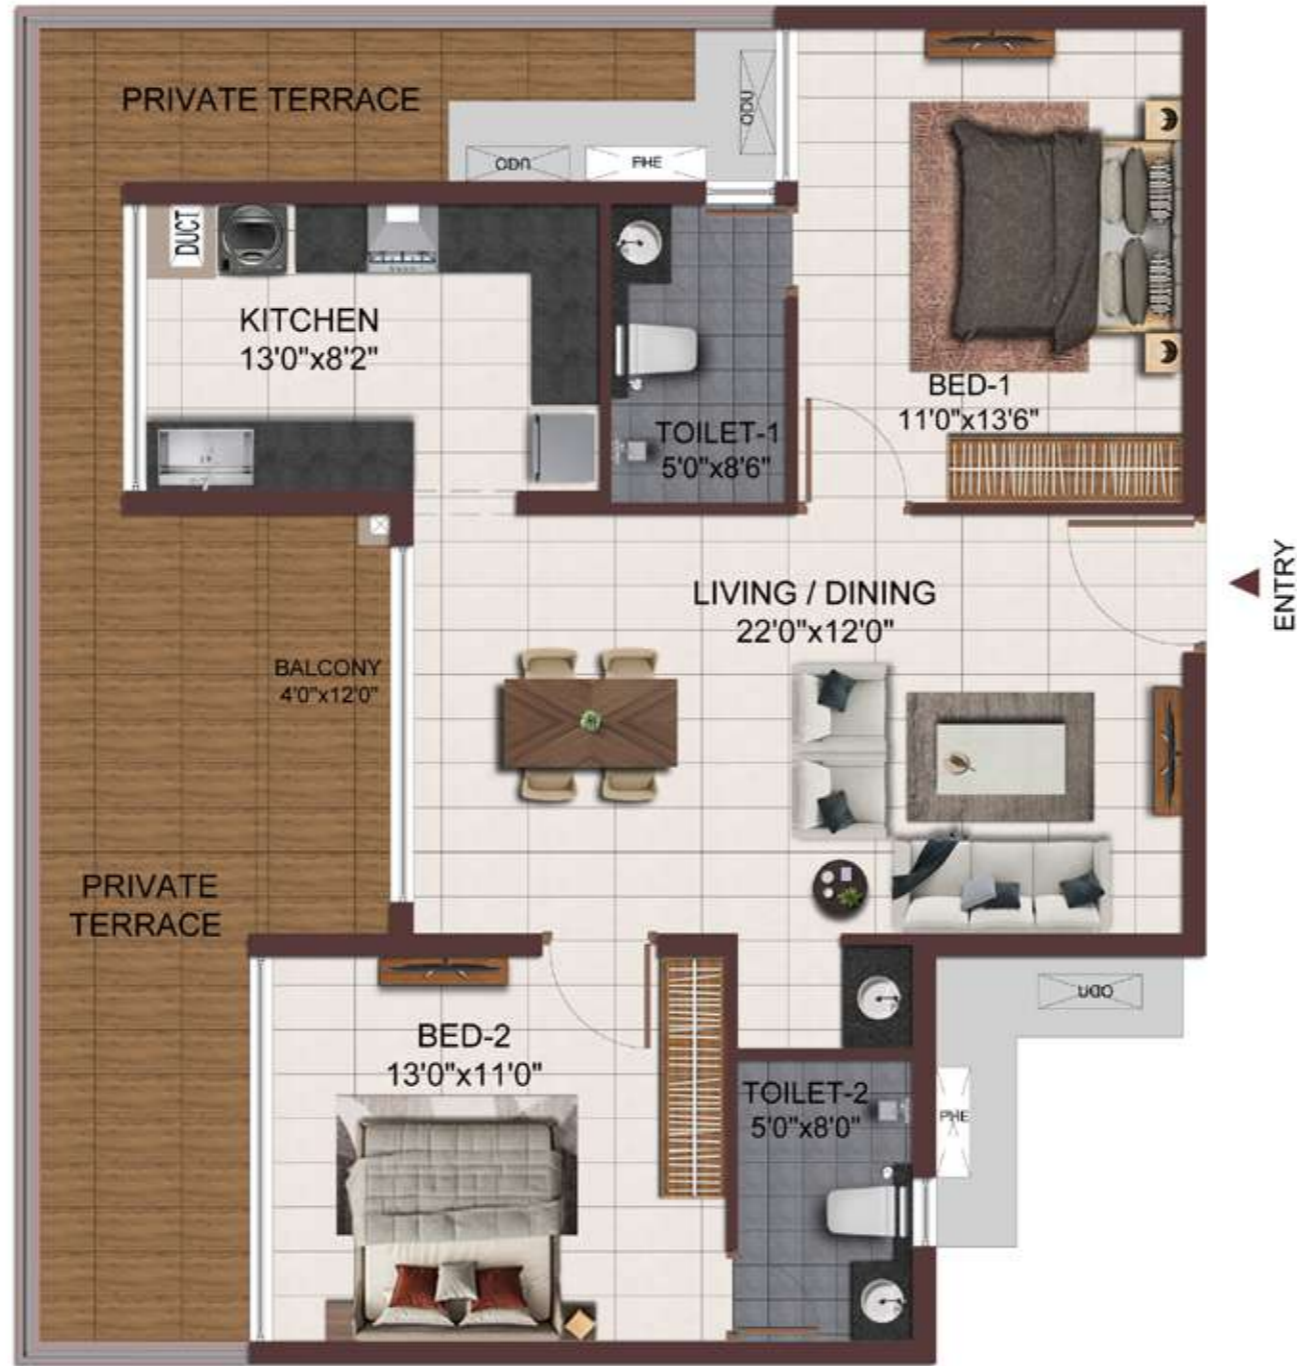 PRIVATE TERRACE
ODU
ODU
PHE
DUCT
KITCHEN
13'0"x8'2"
BED-1
11'0"x13'6"
TOILET-1
5'0"x8'6"
LIVING / DINING
22'0"x12'0"
ENTRY
BALCONY
4'0"x12'0"
PRIVATE
TERRACE
ODU
BED-2
13'0"x11'0"
TOILET-2
5'0"x8'0"
PHE